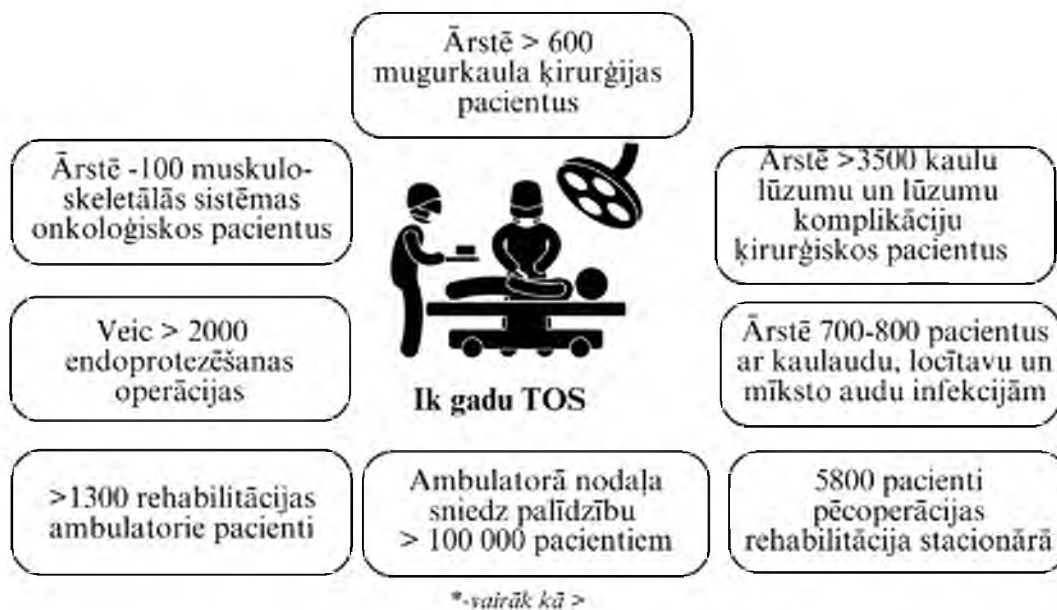 Ārstē > 600
mugurkaula ķirurģijas
pacientus
Ārstē -100 muskulo-
skeletālās sistēmas
onkoloģiskos pacientus
Ārstē >3500 kaulu
lūzumu un lūzumu
komplikāciju
ķirurģiskos pacientus
Veic > 2000
endoprotezēšanas
operācijas
Ik gadu TOS
Ārstē 700-800 pacientus
ar kaulaudu, locītavu un
mīksto audu infekcijām
>1300 rehabilitācijas
ambulatorie pacienti
Ambulatorā nodaļa
sniedz palīdzību
> 100 000 pacientiem
5800 pacienti
pēcoperācijas
rehabilitācija stacionārā
*-vairāk kā >